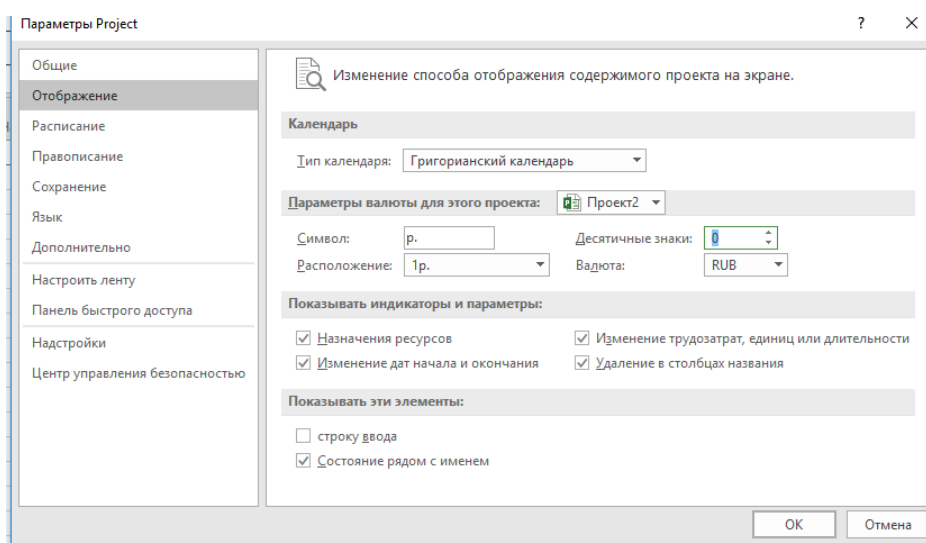 Параметры Project ? ×
Общие
Отображение
Расписание
Правописание
Сохранение
Язык
Дополнительно
Настроить ленту
Панель быстрого доступа
Надстройки
Центр управления безопасностью
Изменение способа отображения содержимого проекта на экране.
Календарь
Тип календаря: Григорианский календарь
Параметры валюты для этого проекта: Проект2
Символ: р. Десятичные знаки: 0
Расположение: 1р. Валюта: RUB
Показывать индикаторы и параметры:
Назначения ресурсов Изменение трудозатрат, единиц или длительности
Изменение дат начала и окончания Удаление в столбцах названия
Показывать эти элементы:
строку ввода
Состояние рядом с именем
ОК Отмена